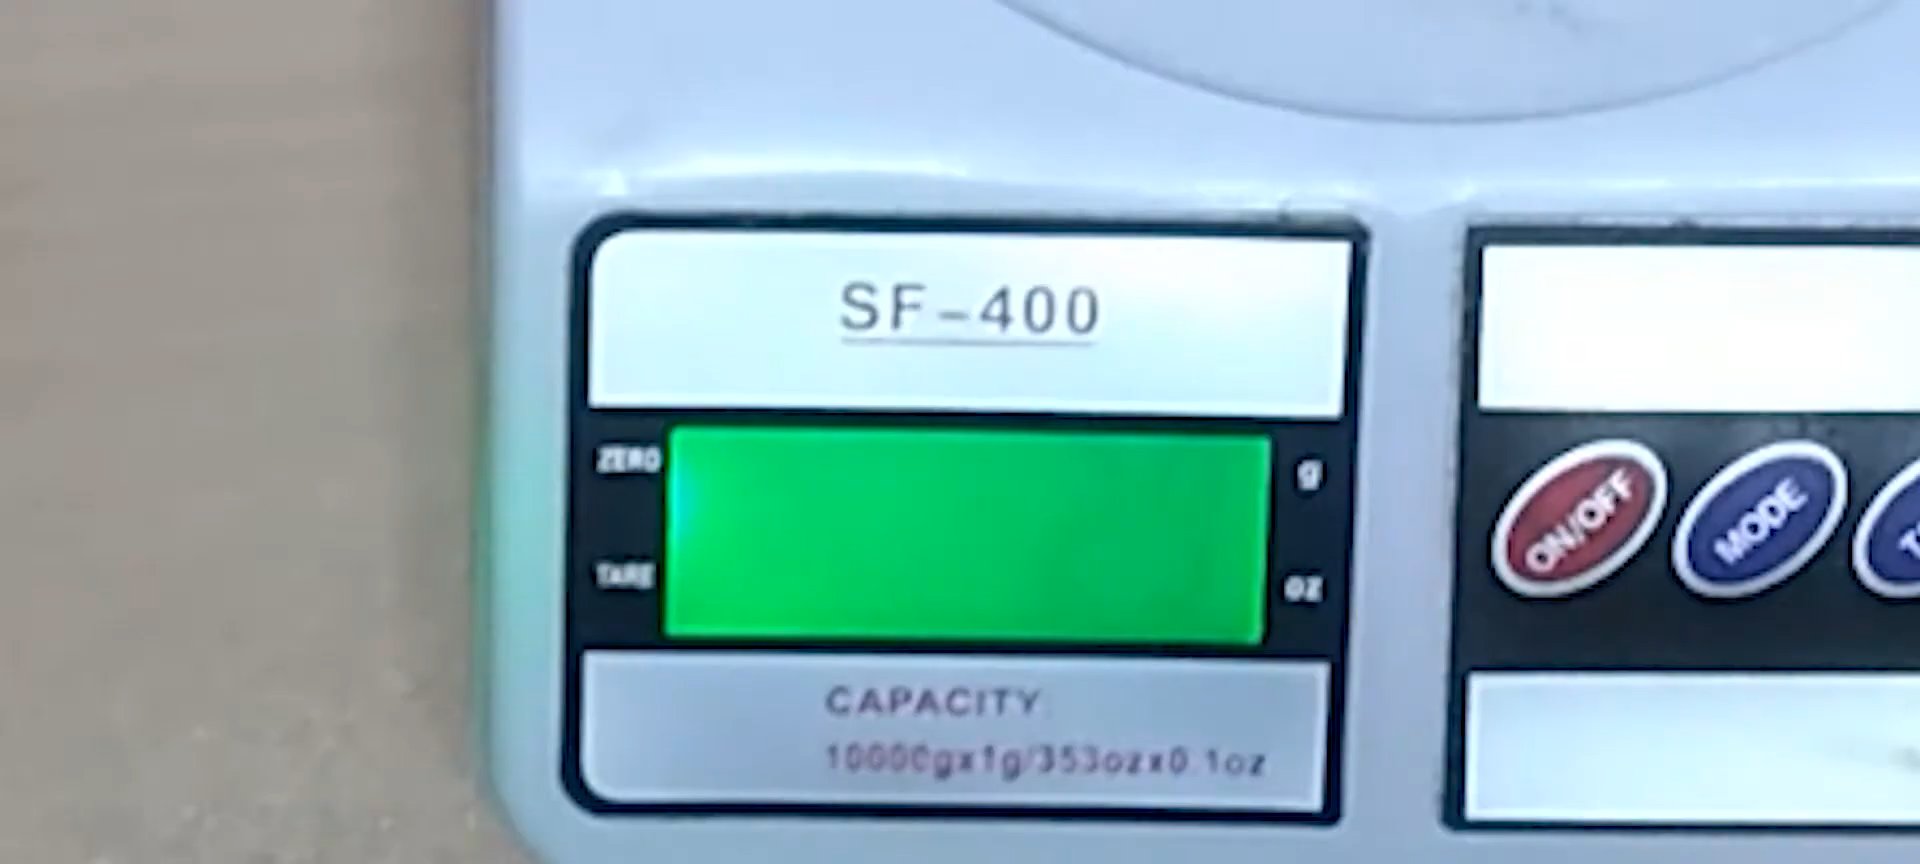 SF-400
ZERO
g
TARE
oz
CAPACITY:
10000gx1g/353ozx0.1oz
ON/OFF
MODE